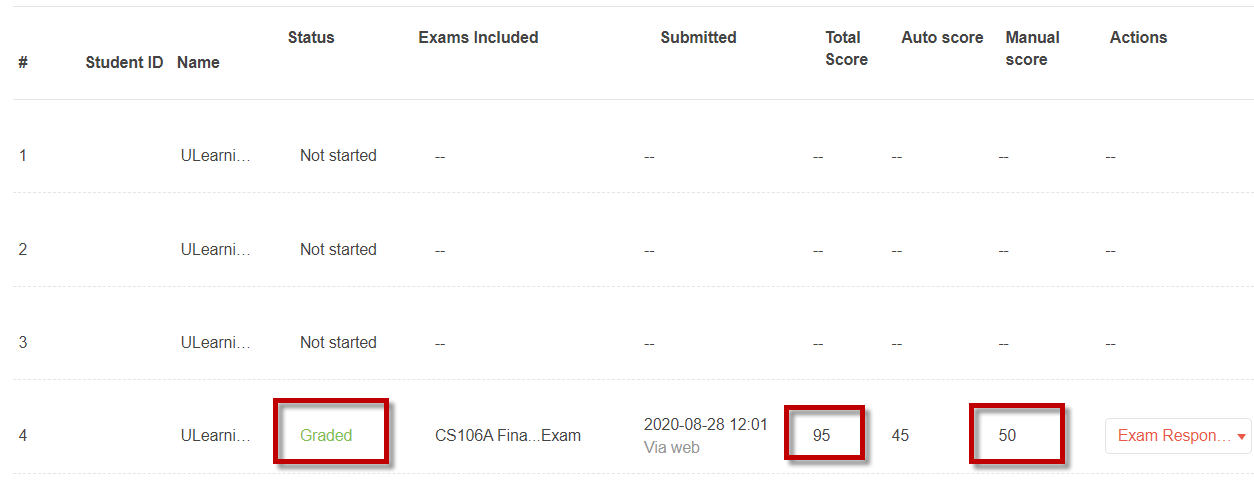 # Student ID Name Status Exams Included Submitted Total Score Auto score Manual score Actions
1 ULearni... Not started -- -- -- -- -- --
2 ULearni... Not started -- -- -- -- -- --
3 ULearni... Not started -- -- -- -- -- --
4 ULearni... Graded CS106A Fina...Exam 2020-08-28 12:01 95 45 50 Exam Respon...
Via web